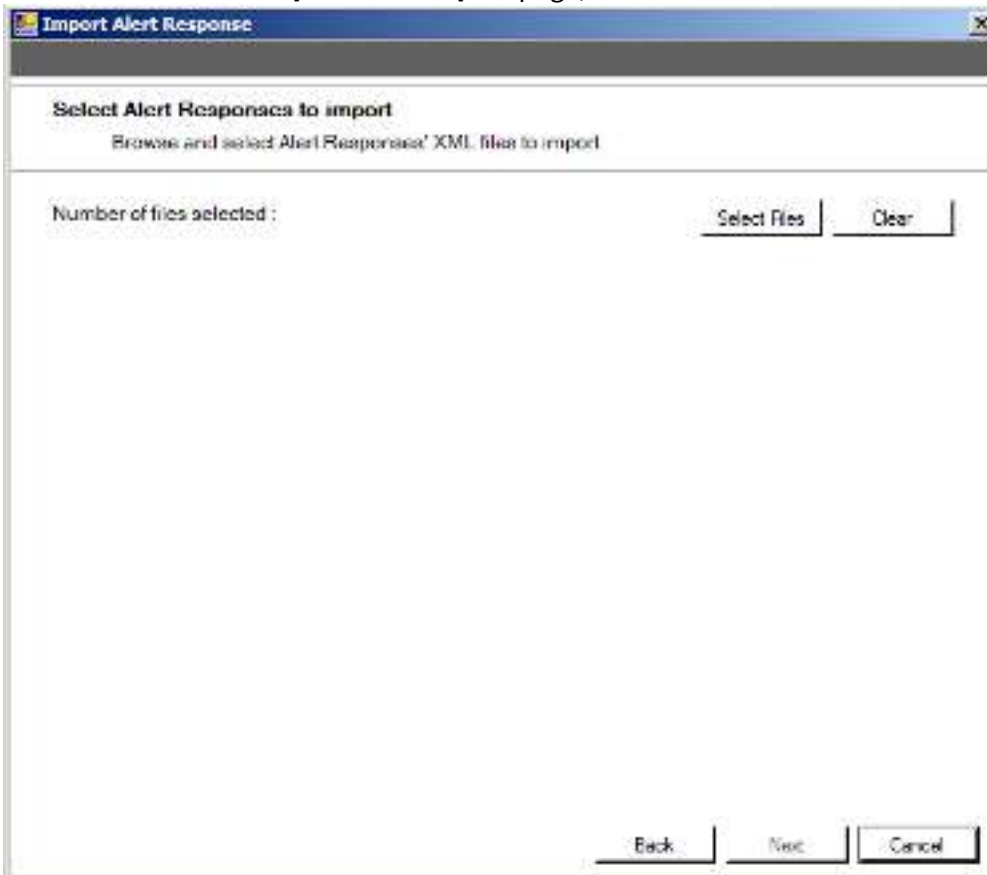 Import Alert Response
Select Alert Responses to import
Browse and select Alert Responses' XML files to import
Number of files selected :
Select Files
Clear
Back
Next
Cancel